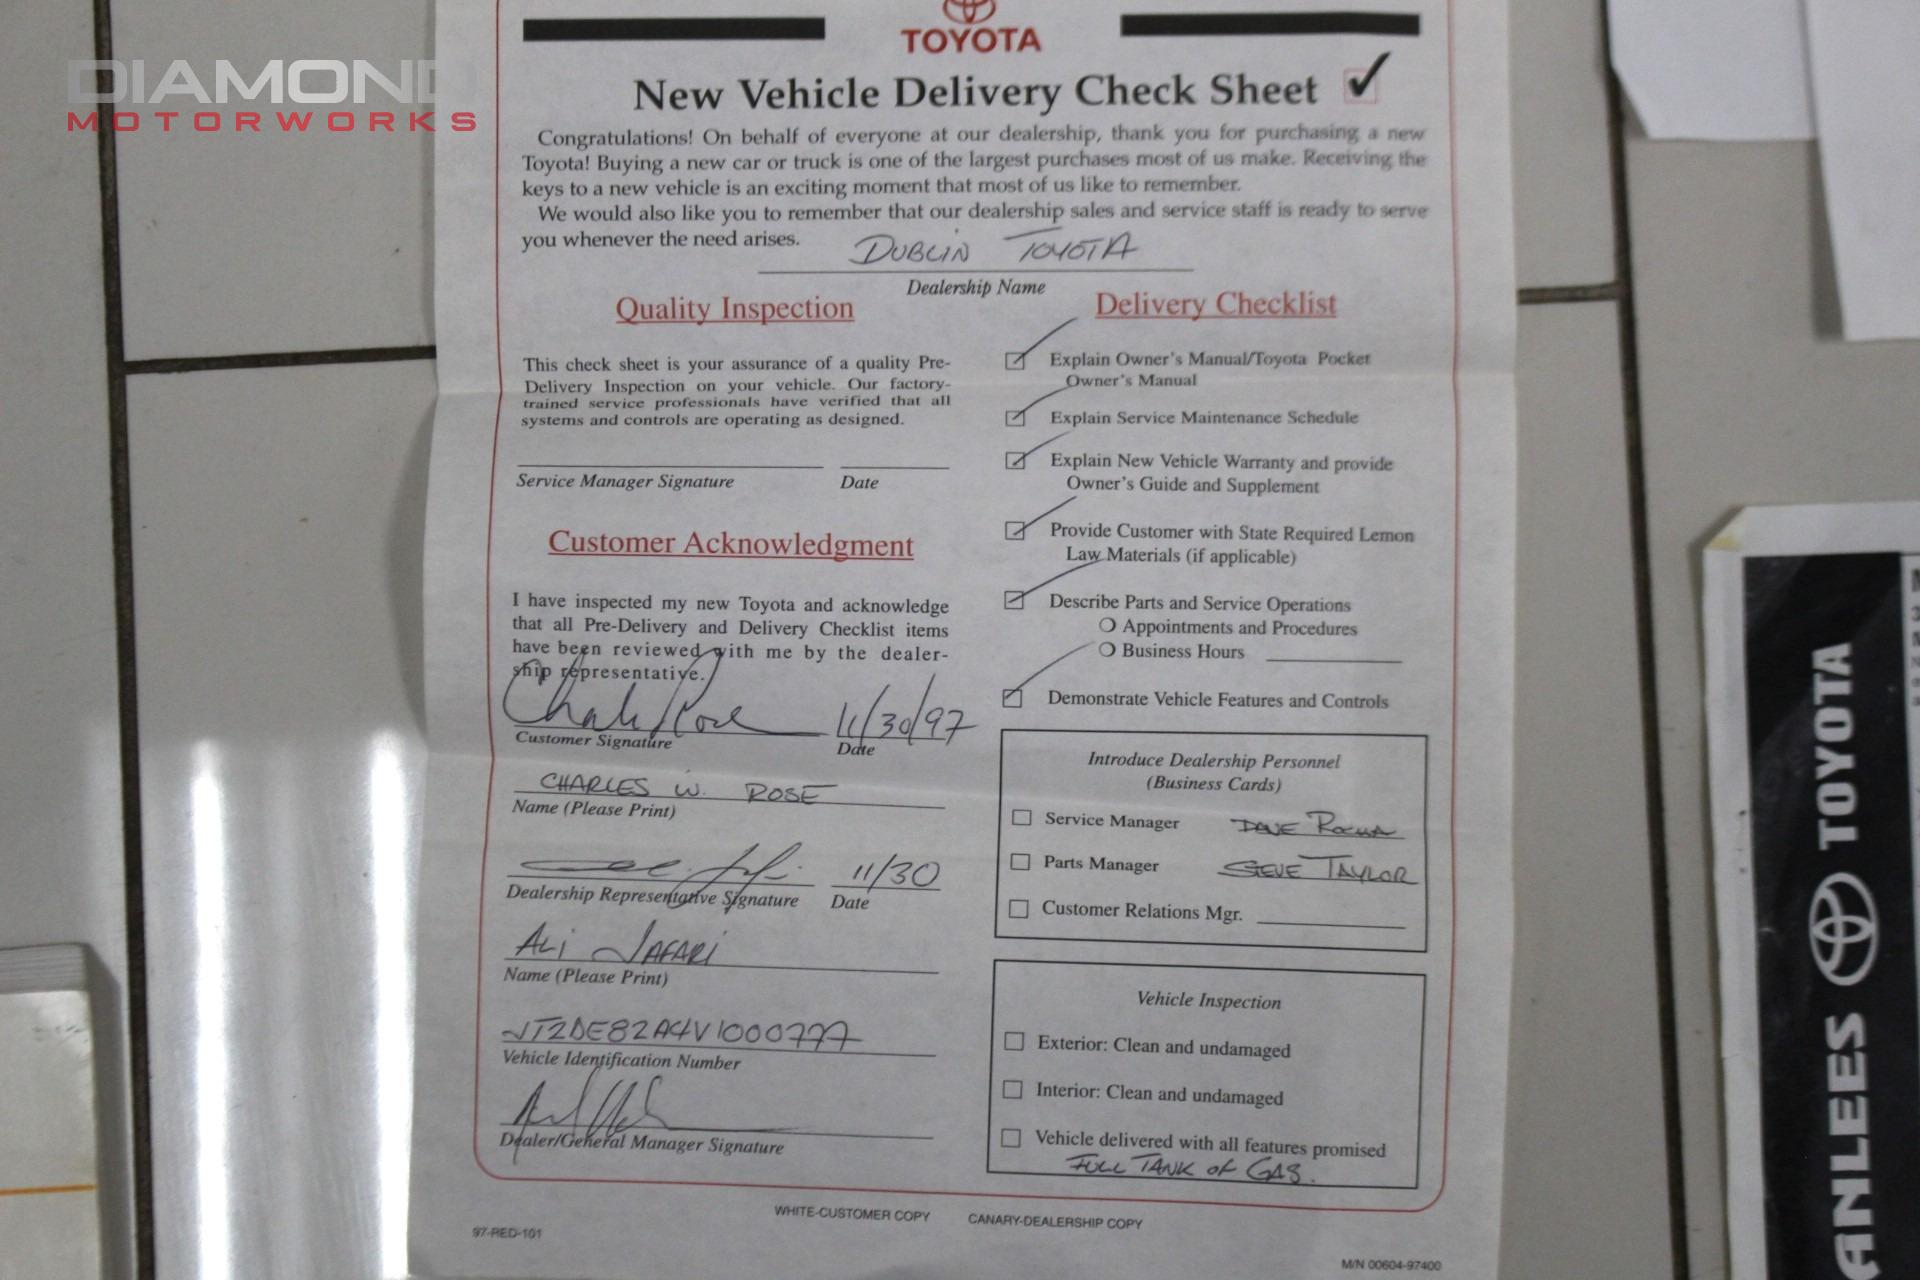 DIAMOND
MOTORWORKS
TOYOTA
New Vehicle Delivery Check Sheet ✓
Congratulations! On behalf of everyone at our dealership, thank you for purchasing a new
Toyota! Buying a new car or truck is one of the largest purchases most of us make. Receiving the
keys to a new vehicle is an exciting moment that most of us like to remember.
We would also like you to remember that our dealership sales and service staff is ready to serve
you whenever the need arises.
DUBLIN TOYOTA
Dealership Name
Quality Inspection
This check sheet is your assurance of a quality Pre-
Delivery Inspection on your vehicle. Our factory-
trained service professionals have verified that all
systems and controls are operating as designed.
Service Manager Signature Date
Customer Acknowledgment
I have inspected my new Toyota and acknowledge
that all Pre-Delivery and Delivery Checklist items
have been reviewed with me by the dealer-
ship representative.
11/30/97
Customer Signature Date
CHARLES W. ROSE
Name (Please Print)
11/30
Dealership Representative Signature Date
ALI JAFARI
Name (Please Print)
JT2DE82A4V1000777
Vehicle Identification Number
Dealer/General Manager Signature
Delivery Checklist
Explain Owner's Manual/Toyota Pocket
Owner's Manual
Explain Service Maintenance Schedule
Explain New Vehicle Warranty and provide
Owner's Guide and Supplement
Provide Customer with State Required Lemon
Law Materials (if applicable)
Describe Parts and Service Operations
Appointments and Procedures
Business Hours
Demonstrate Vehicle Features and Controls
Introduce Dealership Personnel
(Business Cards)
Service Manager DAVE
Parts Manager STEVE TAYLOR
Customer Relations Mgr.
Vehicle Inspection
Exterior: Clean and undamaged
Interior: Clean and undamaged
Vehicle delivered with all features promised
FULL TANK OF GAS.
WHITE-CUSTOMER COPY CANARY-DEALERSHIP COPY
97-RED-101
M/N 00604-97400
ANLEES TOYOTA